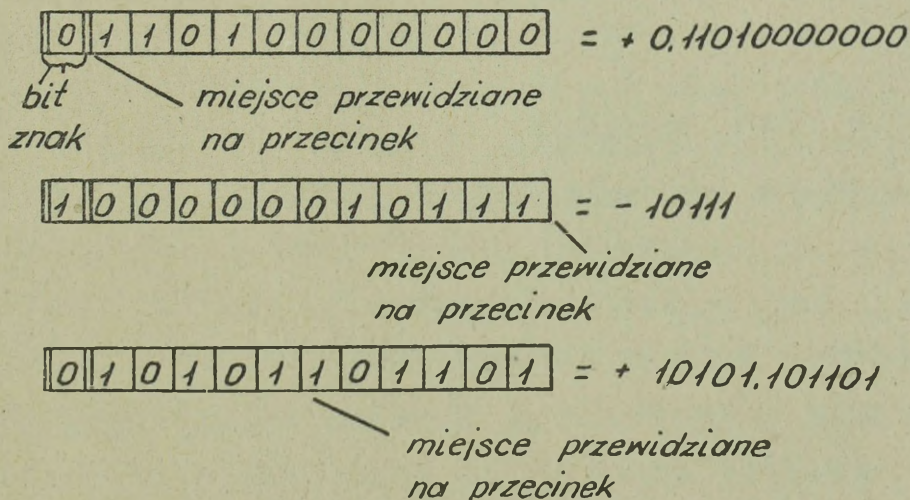 0 1 1 0 1 0 0 0 0 0 0 0 = + 0,11010000000
bit miejsce przewidziane
znak na przecinek
1 0 0 0 0 0 0 1 0 1 1 1 = - 10111
miejsce przewidziane
na przecinek
0 1 0 1 0 1 1 0 1 1 0 1 = + 10101,101101
miejsce przewidziane
na przecinek